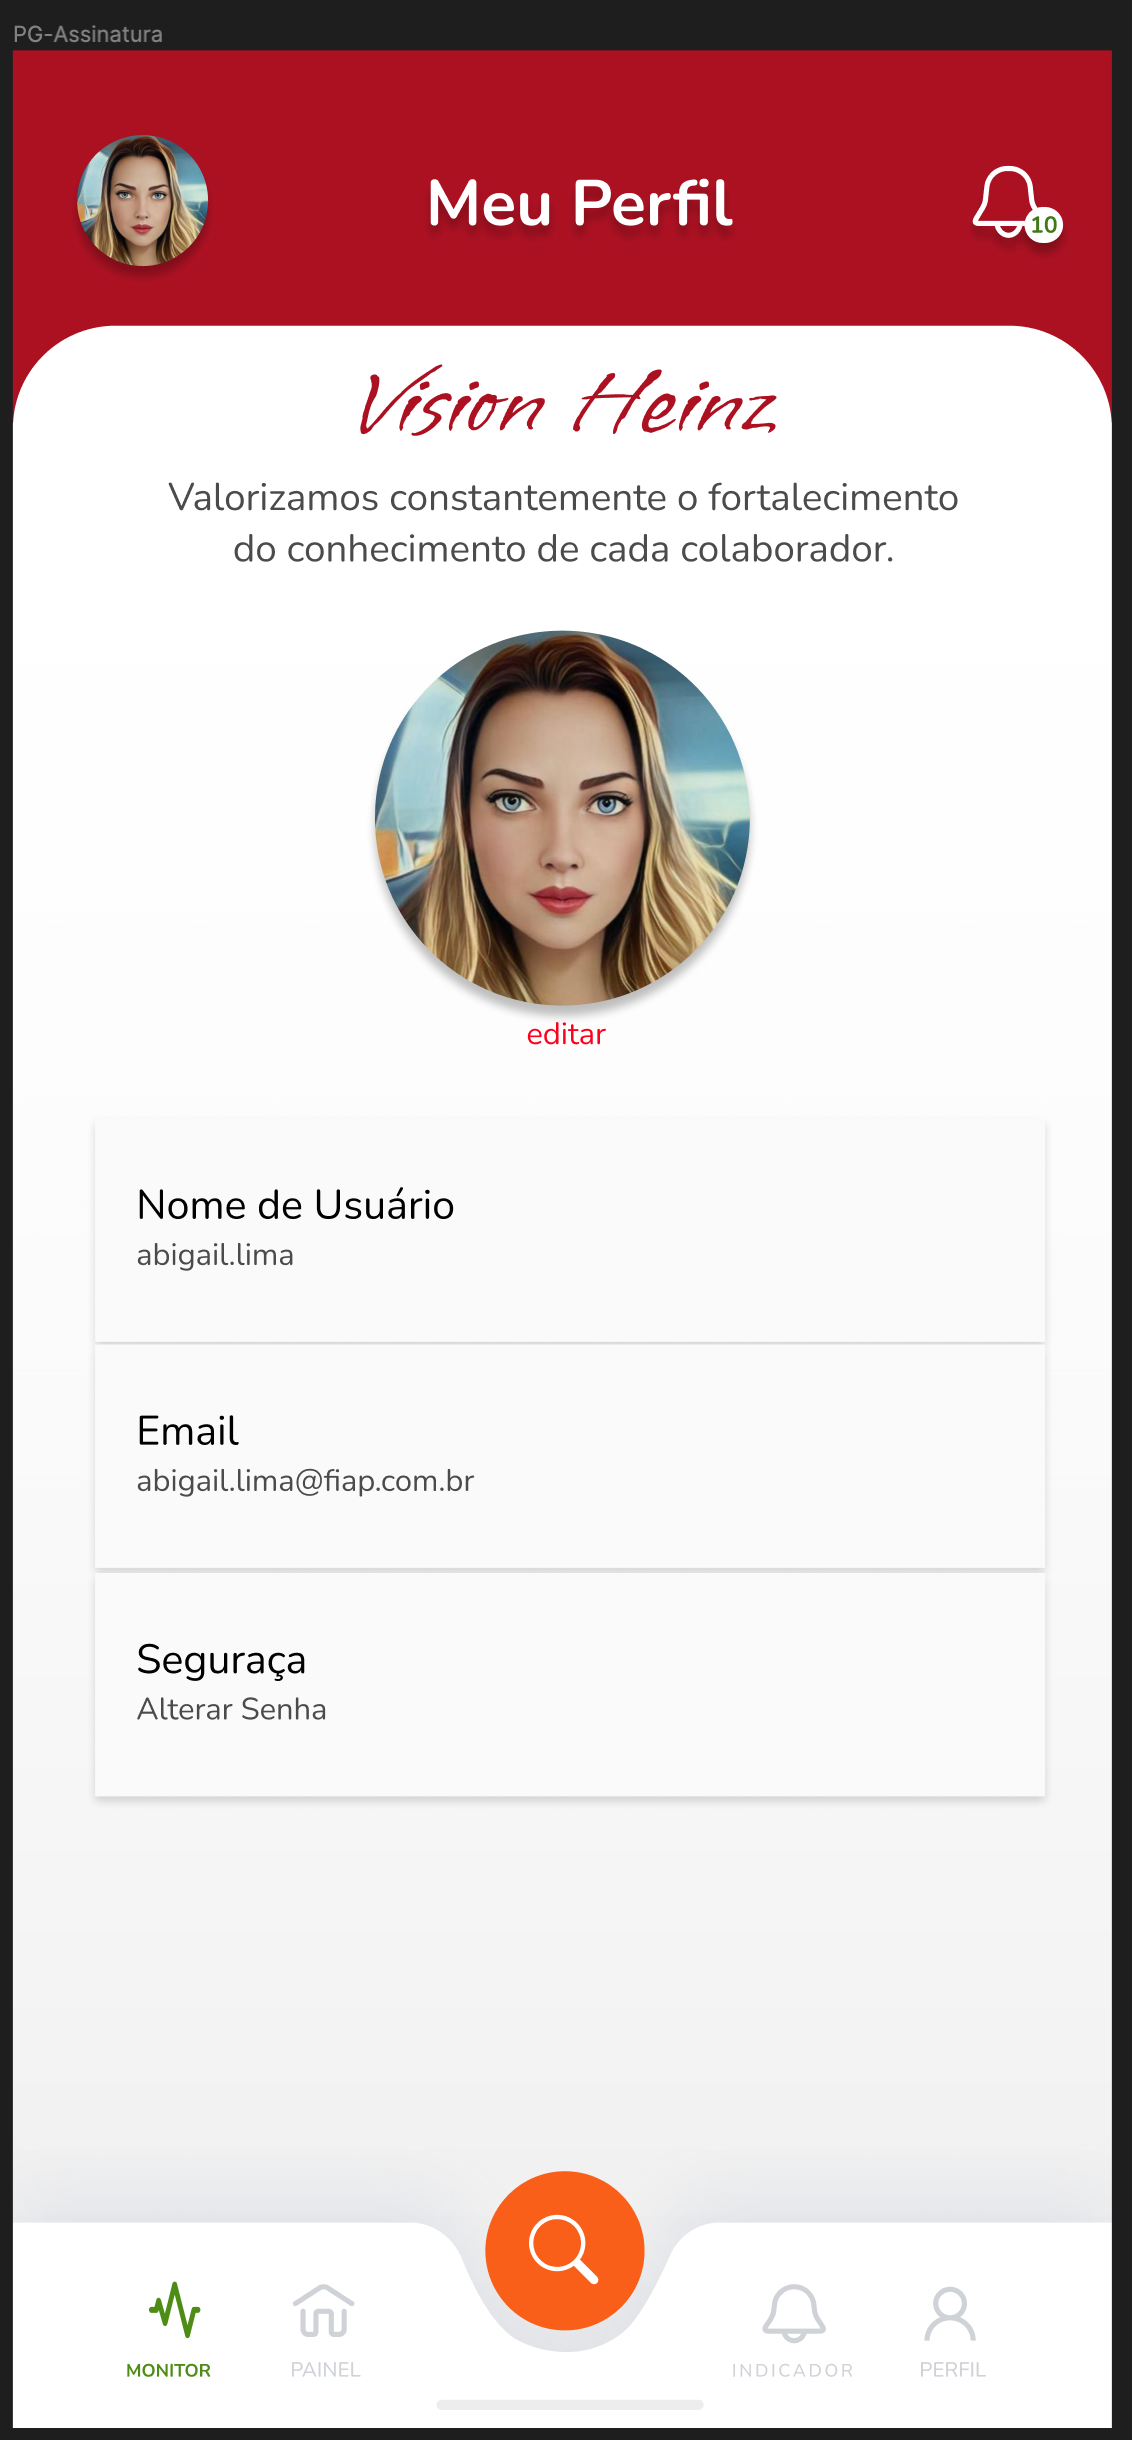 PG-Assinatura
Meu Perfil
10
Vision Heinz
Valorizamos constantemente o fortalecimento
do conhecimento de cada colaborador.
editar
Nome de Usuário
abigail.lima
Email
abigail.lima@fiap.com.br
Seguraça
Alterar Senha
MONITOR
PAINEL
INDICADOR
PERFIL